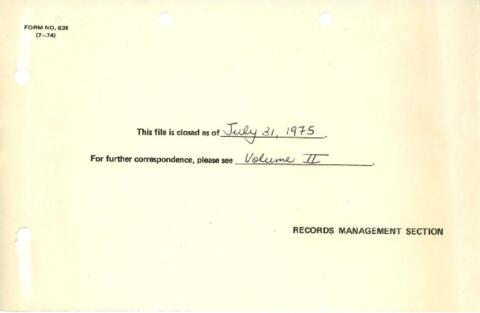 FORM NO. 635
(7-74)
This file is closed as of July 31, 1975.
For further correspondence, please see Volume II.
RECORDS MANAGEMENT SECTION